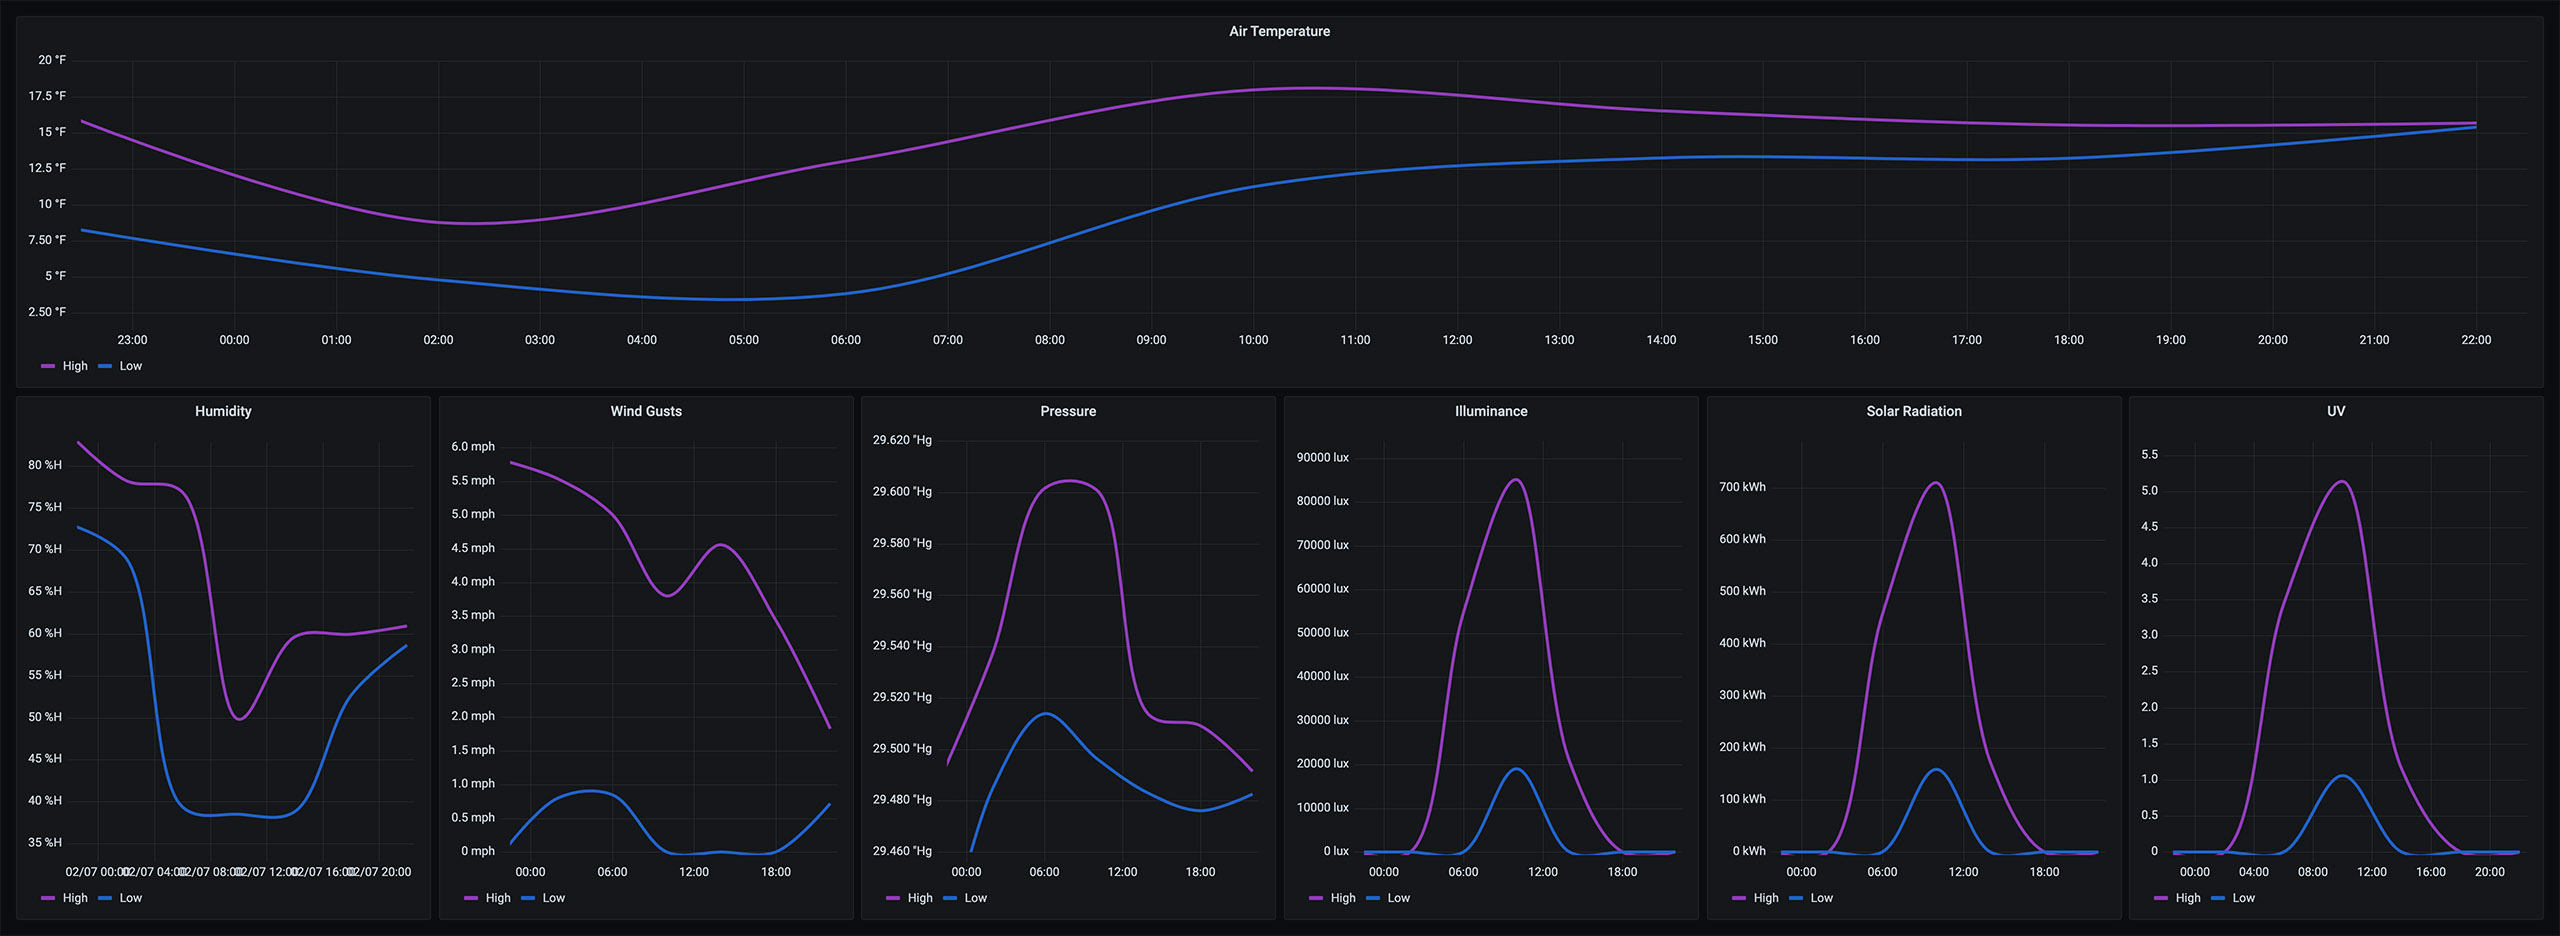 Air Temperature
20 °F
17.5 °F
15 °F
12.5 °F
10 °F
7.50 °F
5 °F
2.50 °F
23:00 00:00 01:00 02:00 03:00 04:00 05:00 06:00 07:00 08:00 09:00 10:00 11:00 12:00 13:00 14:00 15:00 16:00 17:00 18:00 19:00 20:00 21:00 22:00
High Low
Humidity
80 %H
75 %H
70 %H
65 %H
60 %H
55 %H
50 %H
45 %H
40 %H
35 %H
02/07 00:00 02/07 04:00 02/07 08:00 02/07 12:00 02/07 16:00 02/07 20:00
High Low
Wind Gusts
6.0 mph
5.5 mph
5.0 mph
4.5 mph
4.0 mph
3.5 mph
3.0 mph
2.5 mph
2.0 mph
1.5 mph
1.0 mph
0.5 mph
0 mph
00:00 06:00 12:00 18:00
High Low
Pressure
29.620 "Hg
29.600 "Hg
29.580 "Hg
29.560 "Hg
29.540 "Hg
29.520 "Hg
29.500 "Hg
29.480 "Hg
29.460 "Hg
00:00 06:00 12:00 18:00
High Low
Illuminance
90000 lux
80000 lux
70000 lux
60000 lux
50000 lux
40000 lux
30000 lux
20000 lux
10000 lux
0 lux
00:00 06:00 12:00 18:00
High Low
Solar Radiation
700 kWh
600 kWh
500 kWh
400 kWh
300 kWh
200 kWh
100 kWh
0 kWh
00:00 06:00 12:00 18:00
High Low
UV
5.5
5.0
4.5
4.0
3.5
3.0
2.5
2.0
1.5
1.0
0.5
0
00:00 04:00 08:00 12:00 16:00 20:00
High Low